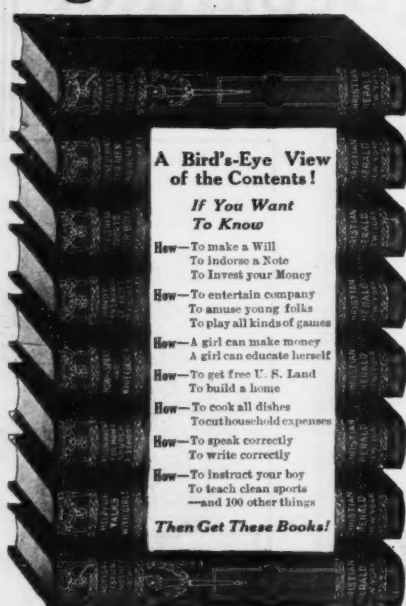 A Bird's-Eye View
of the Contents!
If You Want
To Know
How—To make a Will
To indorse a Note
To Invest your Money
How—To entertain company
To amuse young folks
To play all kinds of games
How—A girl can make money
A girl can educate herself
How—To get free U. S. Land
To build a home
How—To cook all dishes
To cut household expenses
How—To speak correctly
To write correctly
How—To instruct your boy
To teach clean sports
—and 100 other things
Then Get These Books!
CHRISTIAN
HERALD
NEW YORK